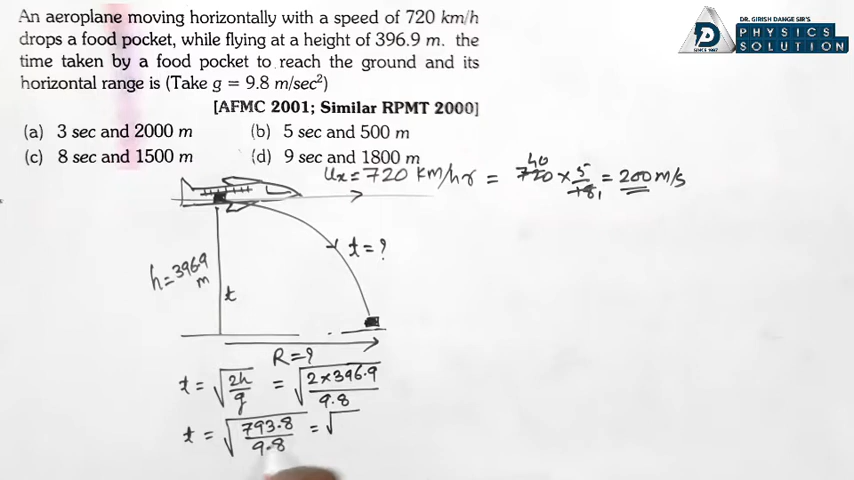 An aeroplane moving horizontally with a speed of 720 km/h
drops a food pocket, while flying at a height of 396.9 m. the
time taken by a food pocket to reach the ground and its
horizontal range is (Take g = 9.8 m/sec²)
[AFMC 2001; Similar RPMT 2000]
(a) 3 sec and 2000 m (b) 5 sec and 500 m
(c) 8 sec and 1500 m (d) 9 sec and 1800 m
DR. GIRISH DANGE SIR'S
PHYSICS
SOLUTION
D
SINCE 1987
ux = 720 km/hr = 720 × 5/18 = 200 m/s
40
1
t = ?
h = 396.9
m
t
R = ?
t = √(2h/g) = √(2×396.9/9.8)
t = √(793.8/9.8) = √